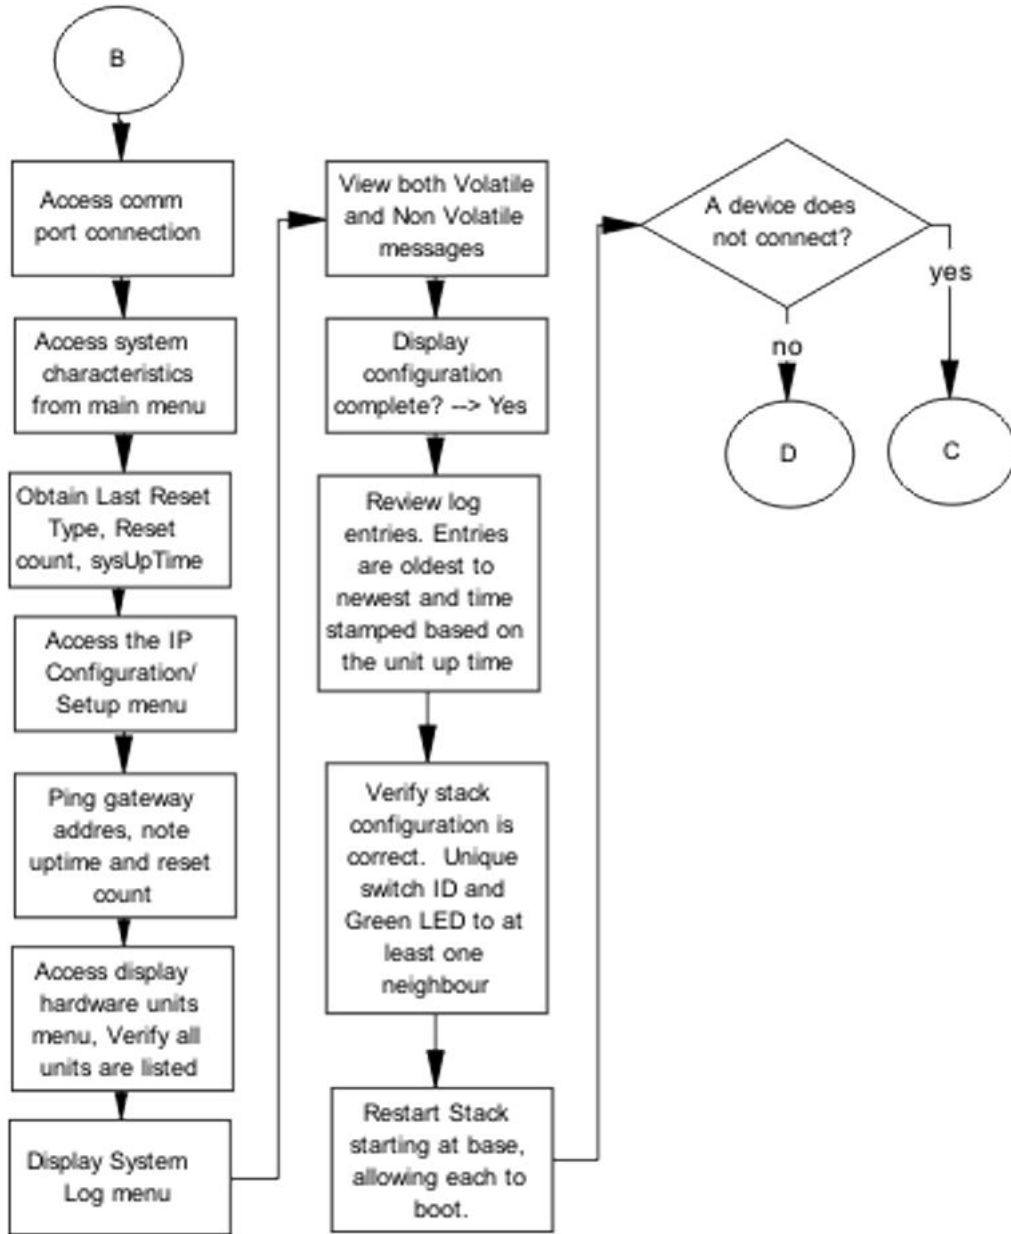 B
Access comm
port connection
Access system
characteristics
from main menu
Obtain Last Reset
Type, Reset
count, sysUpTime
Access the IP
Configuration/
Setup menu
Ping gateway
addres, note
uptime and reset
count
Access display
hardware units
menu, Verify all
units are listed
Display System
Log menu
View both Volatile
and Non Volatile
messages
Display
configuration
complete? --> Yes
Review log
entries. Entries
are oldest to
newest and time
stamped based on
the unit up time
Verify stack
configuration is
correct. Unique
switch ID and
Green LED to at
least one
neighbour
Restart Stack
starting at base,
allowing each to
boot.
A device does
not connect?
yes
no
D
C